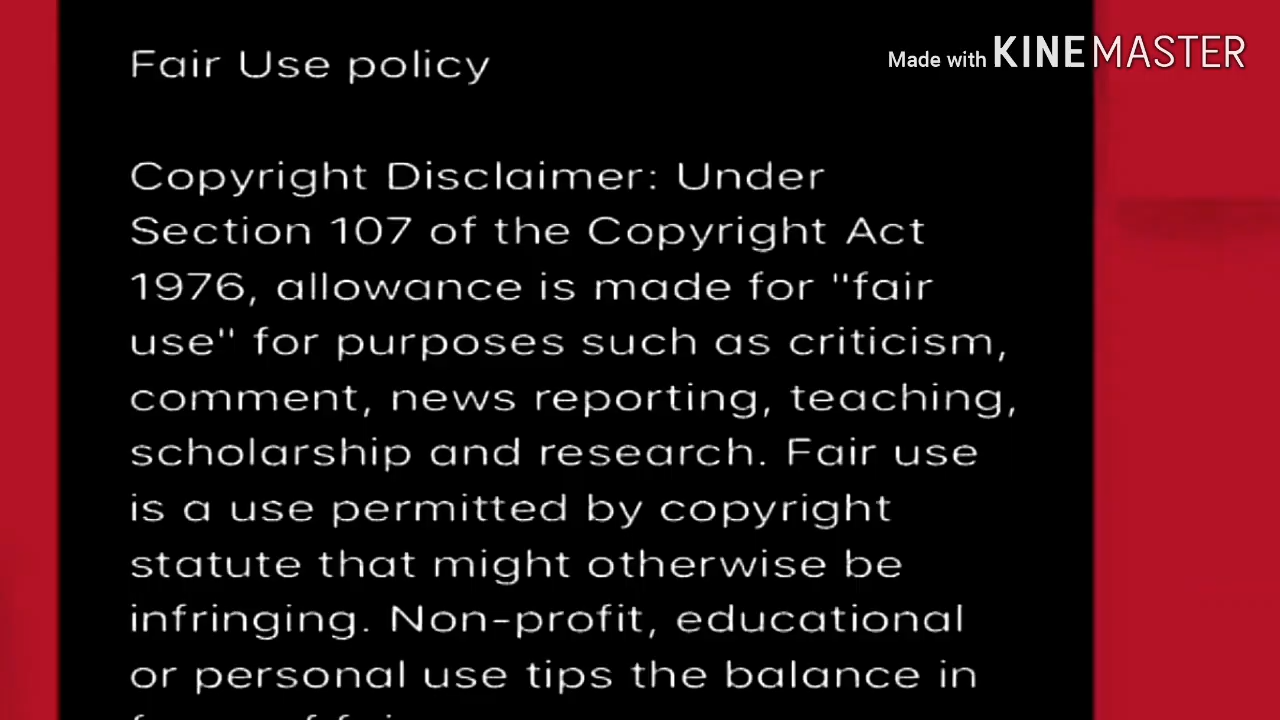 Fair Use policy
Made with KINEMASTER
Copyright Disclaimer: Under
Section 107 of the Copyright Act
1976, allowance is made for "fair
use" for purposes such as criticism,
comment, news reporting, teaching,
scholarship and research. Fair use
is a use permitted by copyright
statute that might otherwise be
infringing. Non-profit, educational
or personal use tips the balance in